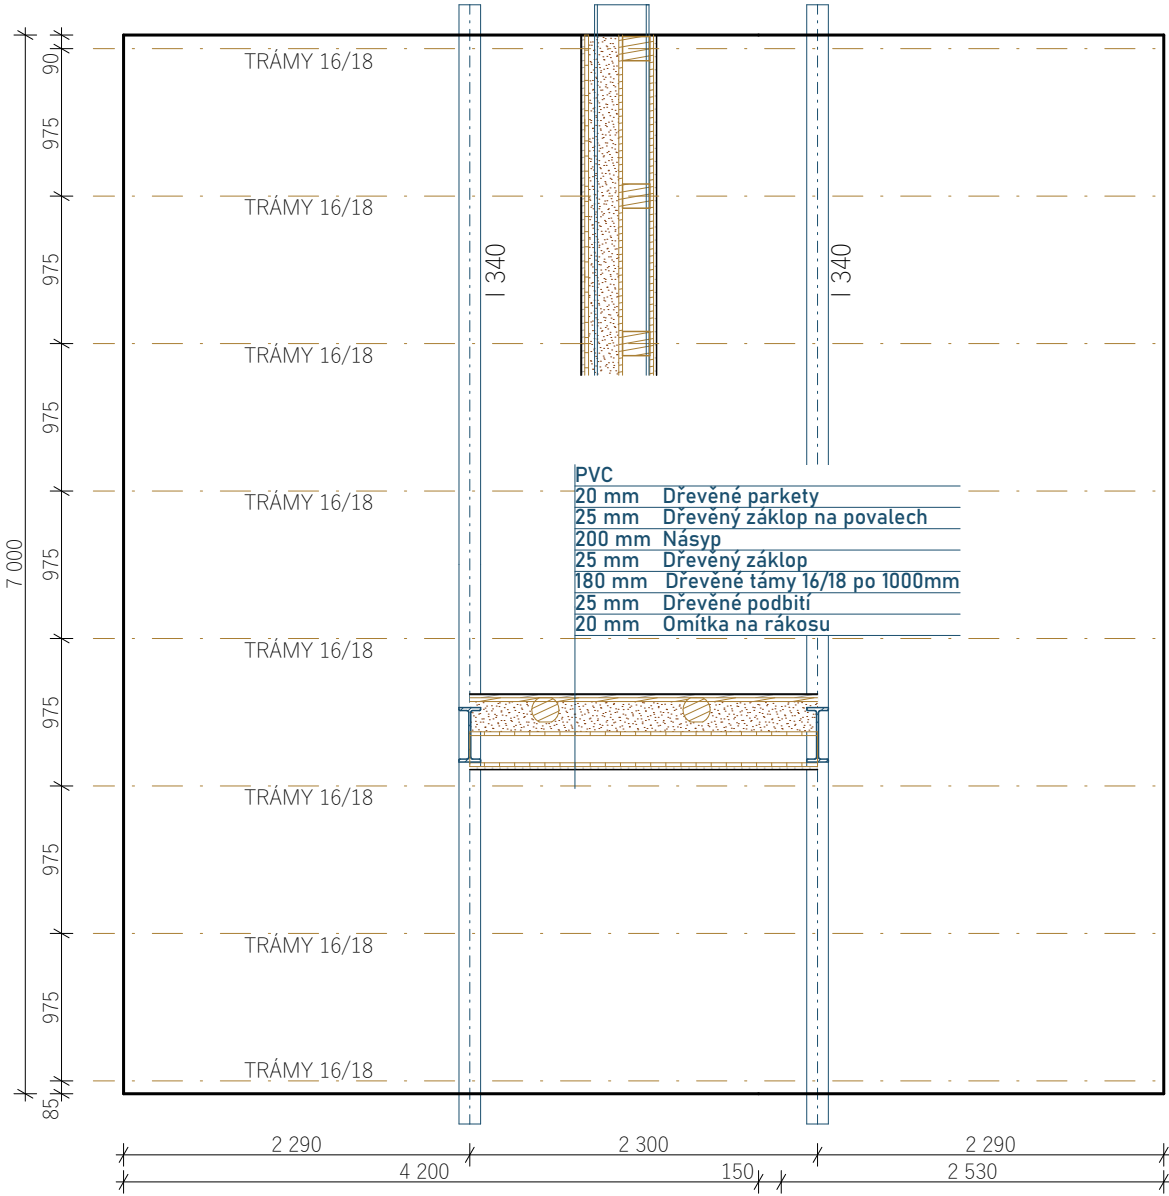 90
TRÁMY 16/18
975
TRÁMY 16/18
I 340
I 340
975
TRÁMY 16/18
975
PVC
20 mm Dřevěné parkety
TRÁMY 16/18
25 mm Dřevěný záklop na povalech
200 mm Násyp
7 000
975
25 mm Dřevěný záklop
180 mm Dřevěné támy 16/18 po 1000mm
25 mm Dřevěné podbití
20 mm Omítka na rákosu
TRÁMY 16/18
975
TRÁMY 16/18
975
TRÁMY 16/18
975
TRÁMY 16/18
85
2 290
2 300
2 290
4 200
150
2 530